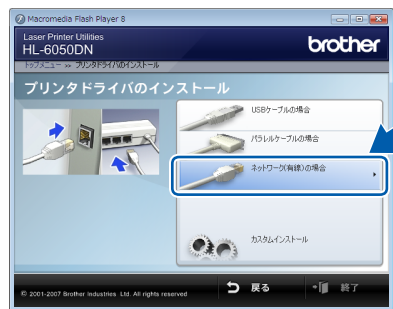 Macromedia Flash Player 8
Laser Printer Utilities
HL-6050DN
brother
トップメニュー >> プリンタドライバのインストール
プリンタドライバのインストール
USBケーブルの場合
パラレルケーブルの場合
ネットワーク(有線)の場合
カスタムインストール
© 2001-2007 Brother Industries Ltd. All rights reserved
戻る
終了